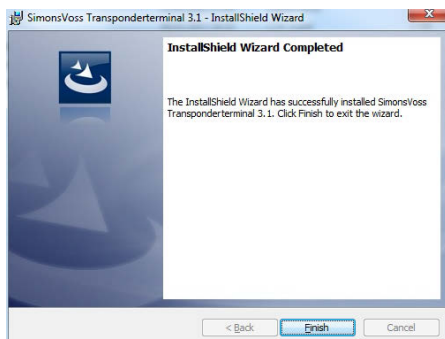 SimonsVoss Transponderterminal 3.1 - InstallShield Wizard
InstallShield Wizard Completed
The InstallShield Wizard has successfully installed SimonsVoss
Transponderterminal 3.1. Click Finish to exit the wizard.
< Back
Finish
Cancel